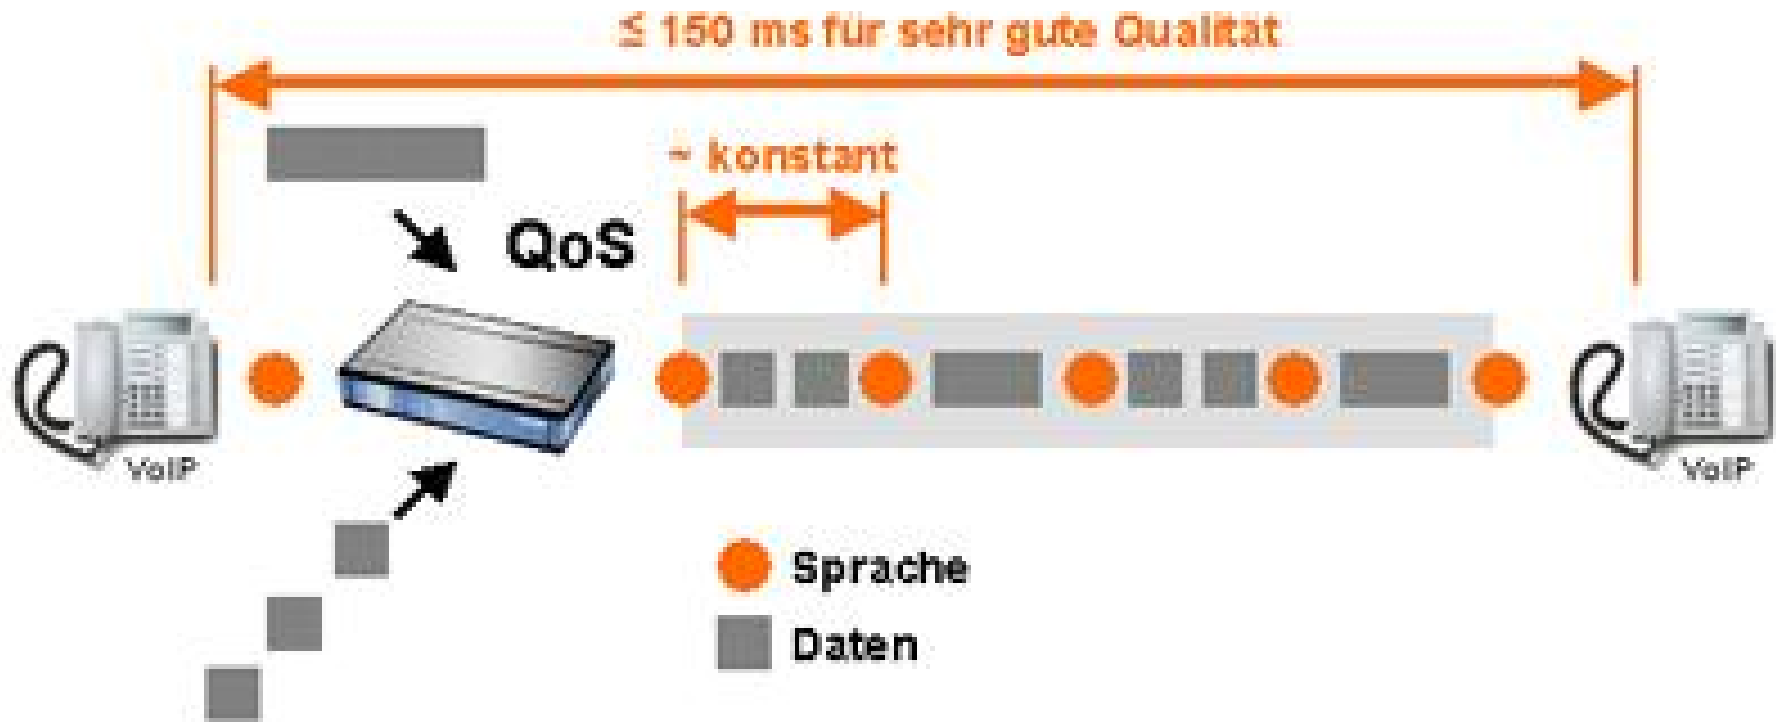 ≤ 150 ms für sehr gute Qualität
~ konstant
QoS
VoIP
VoIP
Sprache
Daten